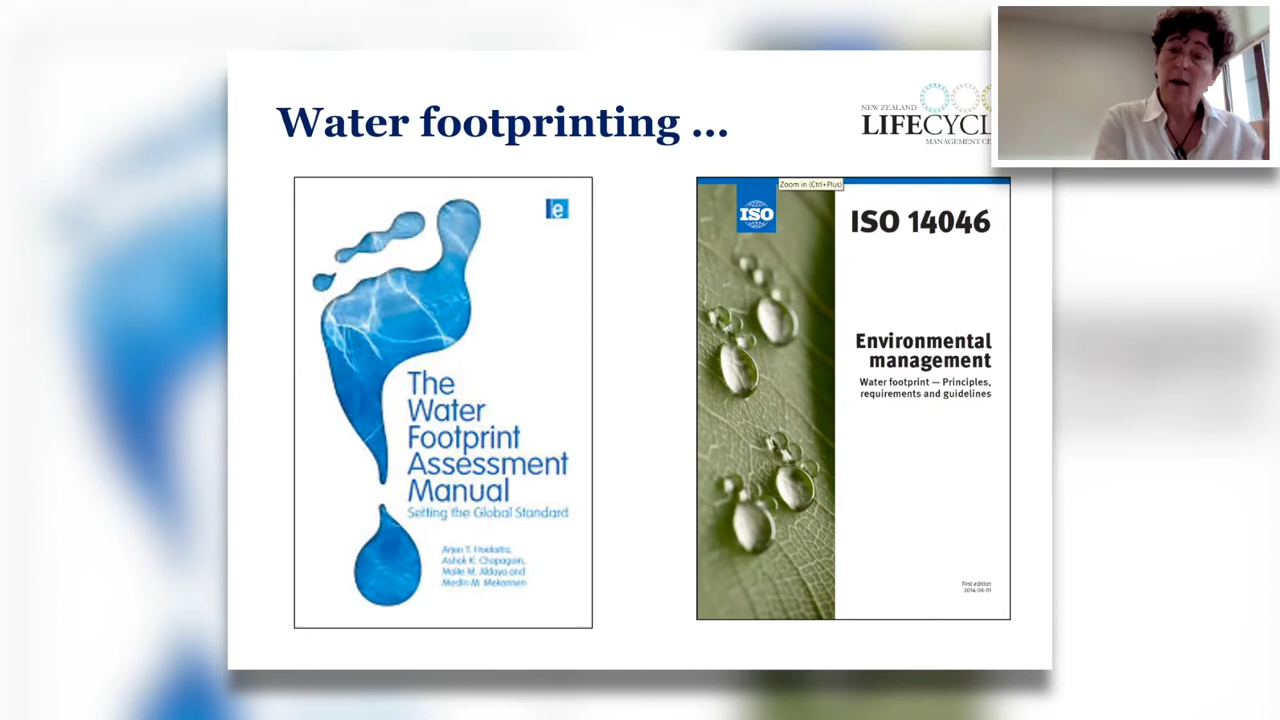 Water footprinting ...
NEW ZEALAND
LIFECYCL
MANAGEMENT CE
e
The
Water
Footprint
Assessment
Manual
Setting the Global Standard
Arjen Y. Hoekstra,
Ashok K. Chapagain,
Maite M. Aldaya and
Mesfin M. Mekonnen
Zoom in (Ctrl+Plus)
ISO
ISO 14046
Environmental
management
Water footprint — Principles,
requirements and guidelines
First edition
2014-08-01